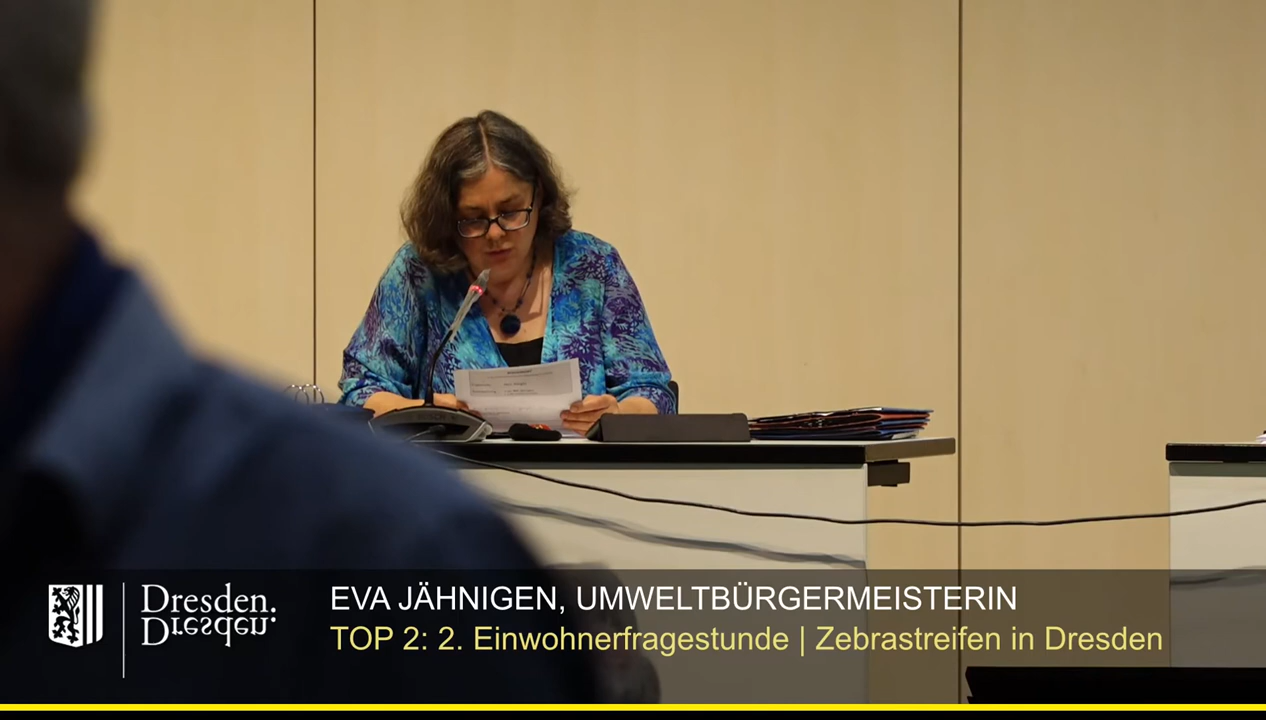 Dresden.
Dresden.
EVA JÄHNIGEN, UMWELTBÜRGERMEISTERIN
TOP 2: 2. Einwohnerfragestunde | Zebrastreifen in Dresden